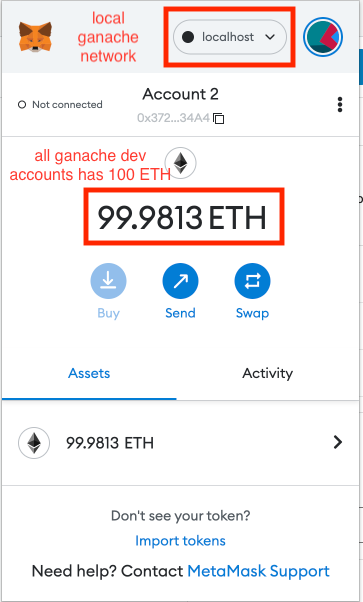 local
ganache
network
localhost
Not connected
Account 2
0x372...34A4
all ganache dev
accounts has 100 ETH
99.9813 ETH
Buy
Send
Swap
Assets
Activity
99.9813 ETH
Don't see your token?
Import tokens
Need help? Contact MetaMask Support